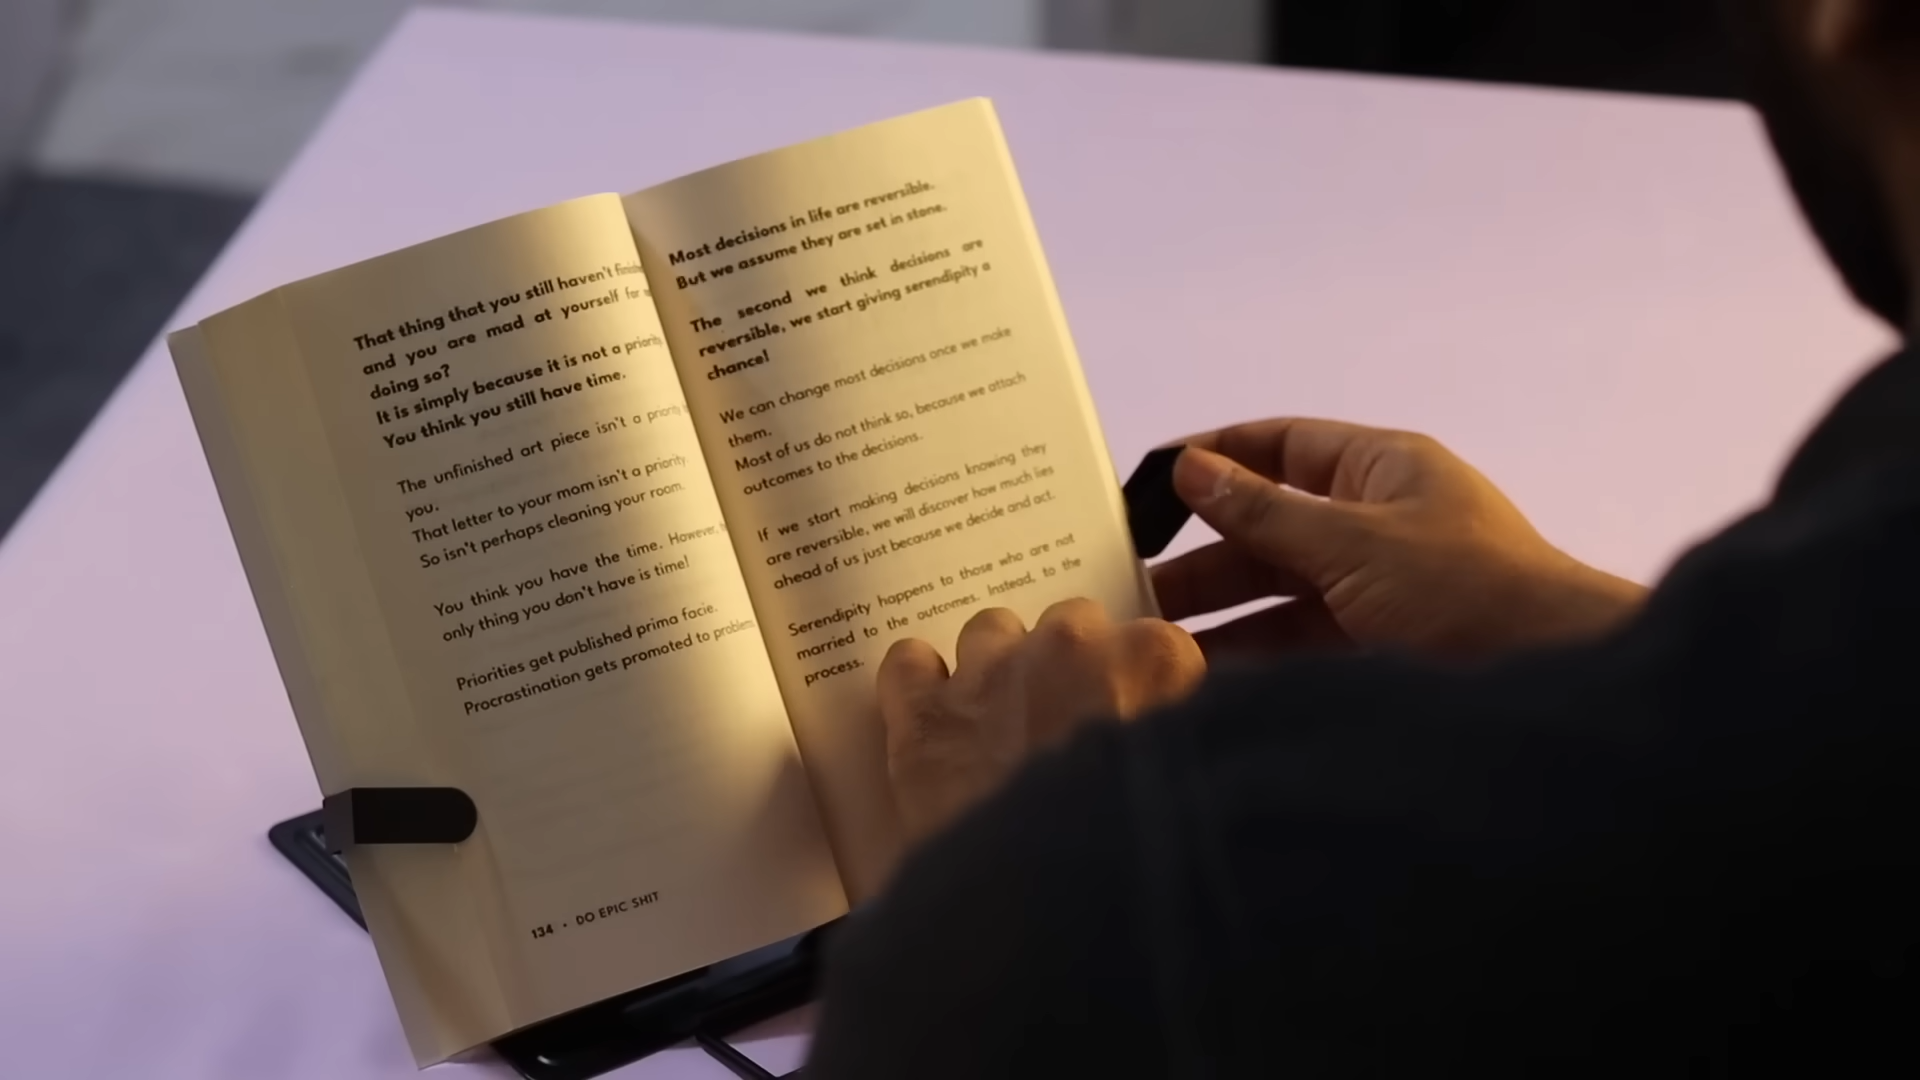 That thing that you still haven't finished
and you are mad at yourself for
doing so?
It is simply because it is not a priority.
You think you still have time.
The unfinished art piece isn't a priority
you.
That letter to your mom isn't a priority.
So isn't perhaps cleaning your room.
You think you have the time. However,
only thing you don't have is time!
Priorities get published prima facie.
Procrastination gets promoted to problems
134 • DO EPIC SHIT
Most decisions in life are reversible.
But we assume they are set in stone.
The second we think decisions are
reversible, we start giving serendipity a
chance!
We can change most decisions once we make
them.
Most of us do not think so, because we attach
outcomes to the decisions.
If we start making decisions knowing they
are reversible, we will discover how much lies
ahead of us just because we decide and act.
Serendipity happens to those who are not
married to the outcomes. Instead, to the
process.